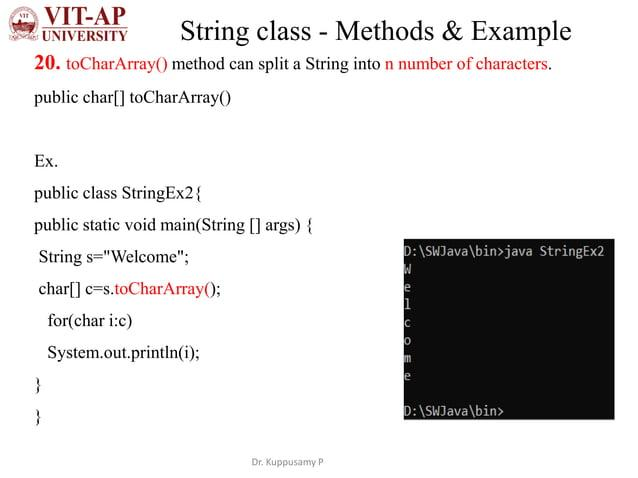 VIT-AP
UNIVERSITY
String class - Methods & Example
20. toCharArray() method can split a String into n number of characters.
public char[] toCharArray()
Ex.
public class StringEx2{
public static void main(String [] args) {
String s="Welcome";
char[] c=s.toCharArray();
for(char i:c)
System.out.println(i);
}
}
D:\SWJava\bin>java StringEx2
W
e
l
c
o
m
e
D:\SWJava\bin>
Dr. Kuppusamy P